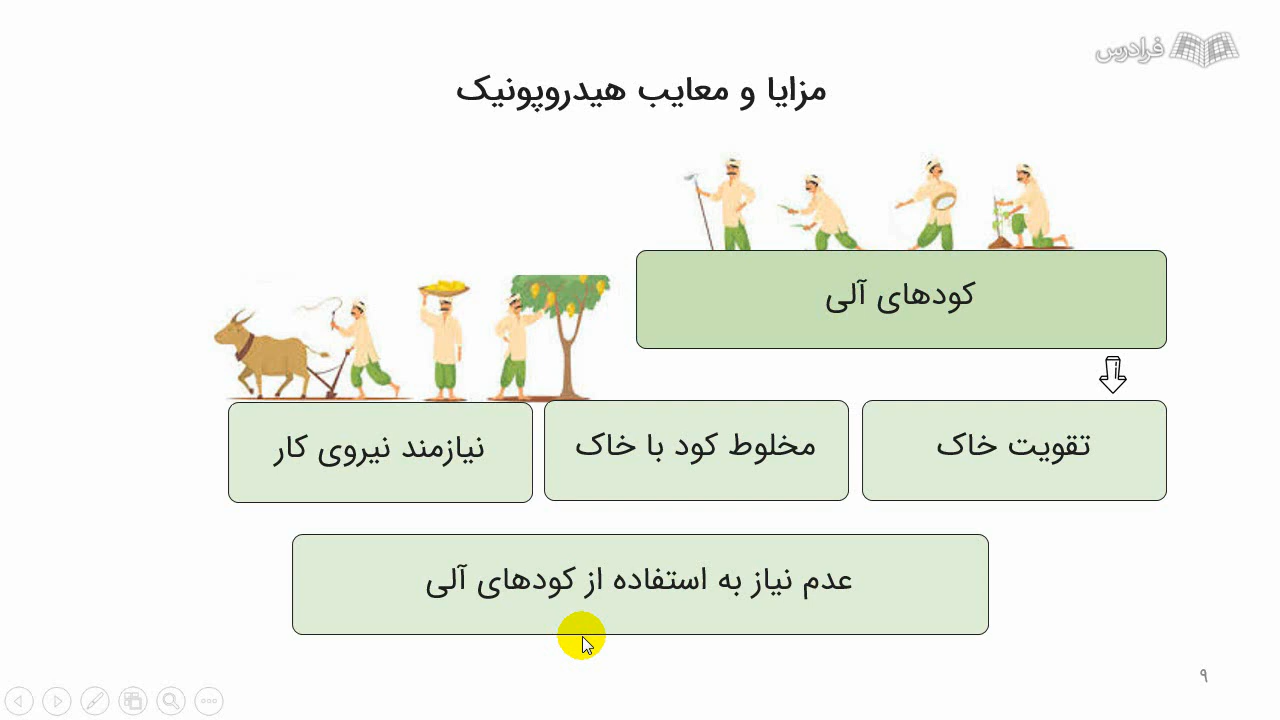 فرادرس
مزایا و معایب هیدروپونیک
کودهای آلی
تقویت خاک
مخلوط کود با خاک
نیازمند نیروی کار
عدم نیاز به استفاده از کودهای آلی
۹